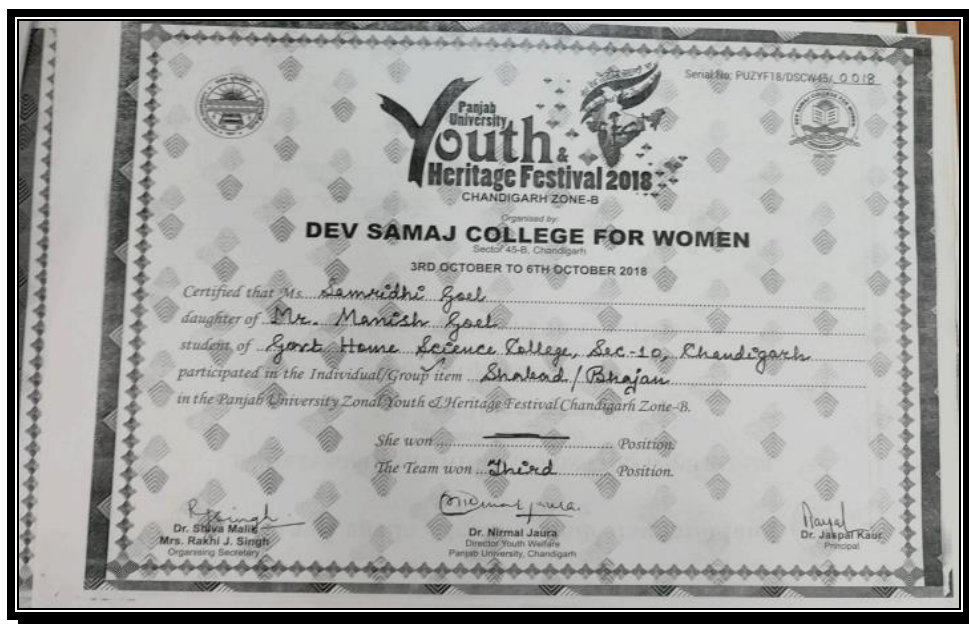 Serial No: PUZYF18/DSCW45/ 0018
Panjab
University
Youth &
Heritage Festival 2018
CHANDIGARH ZONE-B
Organised by:
DEV SAMAJ COLLEGE FOR WOMEN
Sector 45-B, Chandigarh
3RD OCTOBER TO 6TH OCTOBER 2018
Certified that Ms. Samridhi Goel
daughter of Mr. Manish Goel
student of Govt Home Science College, Sec-10, Chandigarh
participated in the Individual/Group item Shabad / Bhajan
in the Panjab University Zonal Youth & Heritage Festival Chandigarh Zone-B.
She won — Position.
The Team won Third Position.
Dr. Shiva Malik
Mrs. Rakhi J. Singh
Organising Secretary
Dr. Nirmal Jaura
Director Youth Welfare
Panjab University, Chandigarh
Dr. Jaspal Kaur
Principal